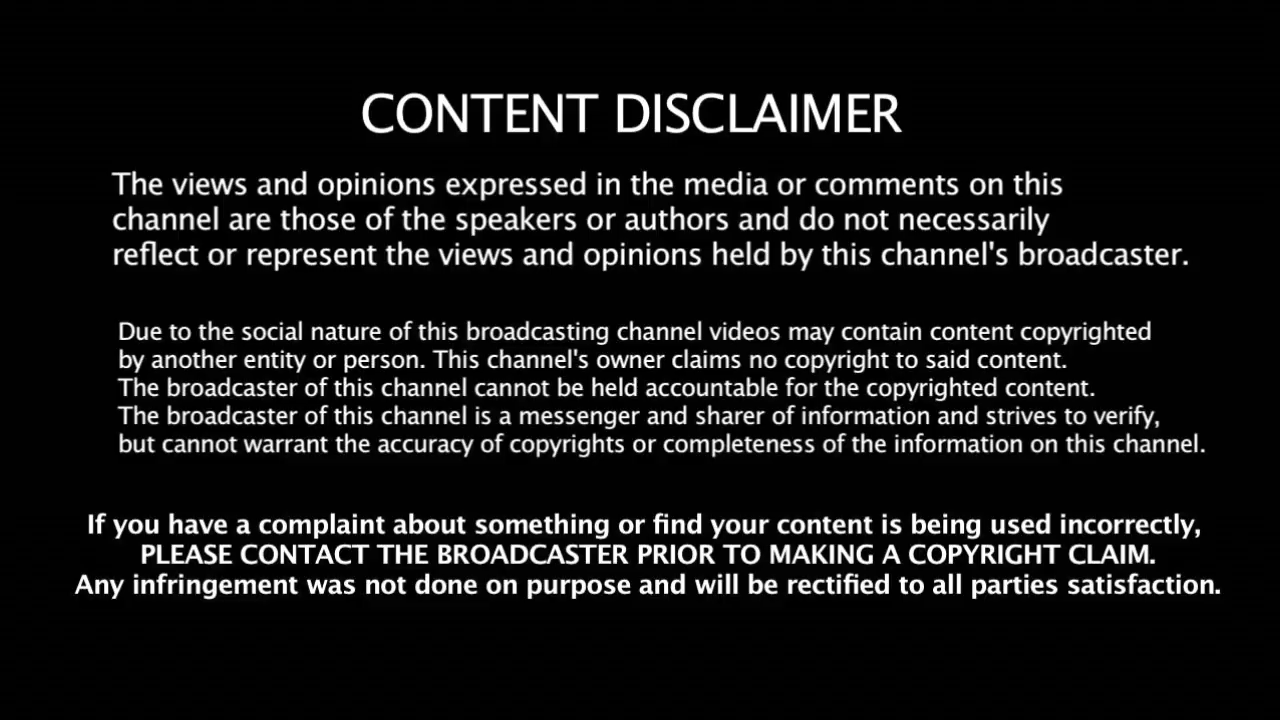 CONTENT DISCLAIMER
The views and opinions expressed in the media or comments on this
channel are those of the speakers or authors and do not necessarily
reflect or represent the views and opinions held by this channel's broadcaster.
Due to the social nature of this broadcasting channel videos may contain content copyrighted
by another entity or person. This channel's owner claims no copyright to said content.
The broadcaster of this channel cannot be held accountable for the copyrighted content.
The broadcaster of this channel is a messenger and sharer of information and strives to verify,
but cannot warrant the accuracy of copyrights or completeness of the information on this channel.
If you have a complaint about something or find your content is being used incorrectly,
PLEASE CONTACT THE BROADCASTER PRIOR TO MAKING A COPYRIGHT CLAIM.
Any infringement was not done on purpose and will be rectified to all parties satisfaction.